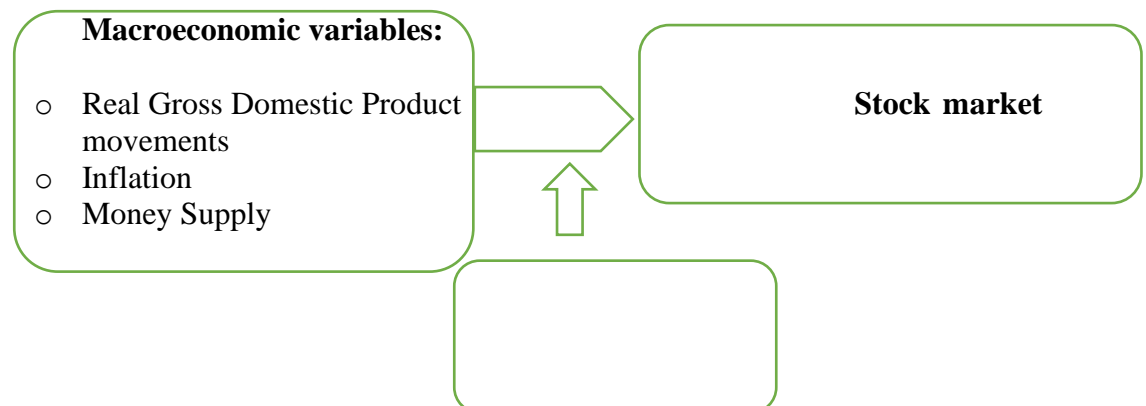 Macroeconomic variables:
o Real Gross Domestic Product
movements
o Inflation
o Money Supply
Stock market